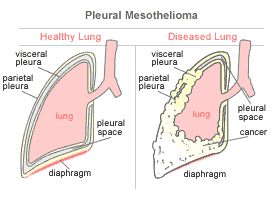 Pleural Mesothelioma
Healthy Lung
Diseased Lung
visceral
pleura
parietal
pleura
lung
pleural
space
diaphragm
visceral
pleura
parietal
pleura
lung
pleural
space
cancer
diaphragm